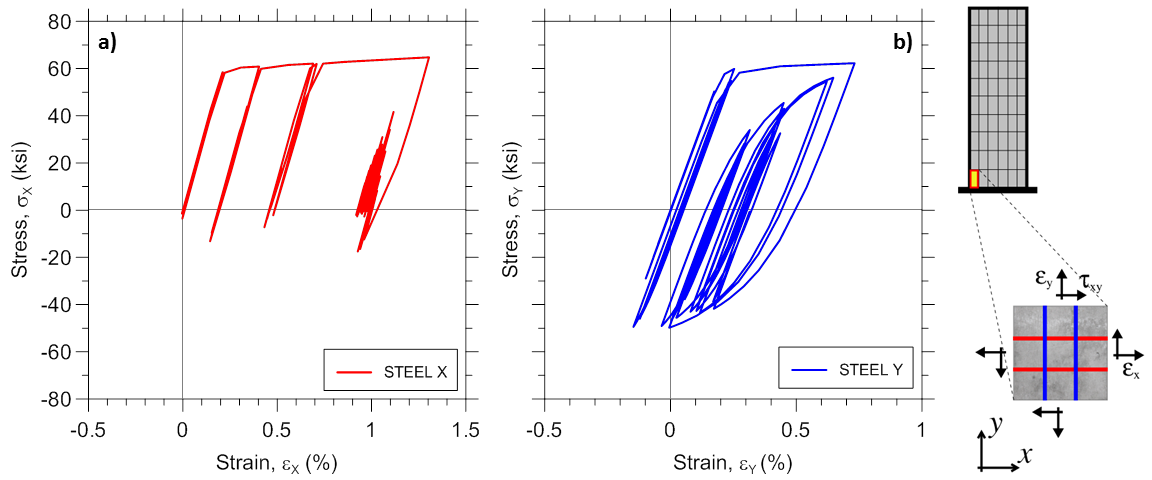 a)
80
60
40
20
0
-20
-40
-60
-80
Stress, σX (ksi)
STEEL X
-0.5 0 0.5 1 1.5
Strain, εX (%)
b)
80
60
40
20
0
-20
-40
-60
-80
Stress, σY (ksi)
STEEL Y
-0.5 0 0.5 1
Strain, εY (%)
εy τxy
εx
y
x